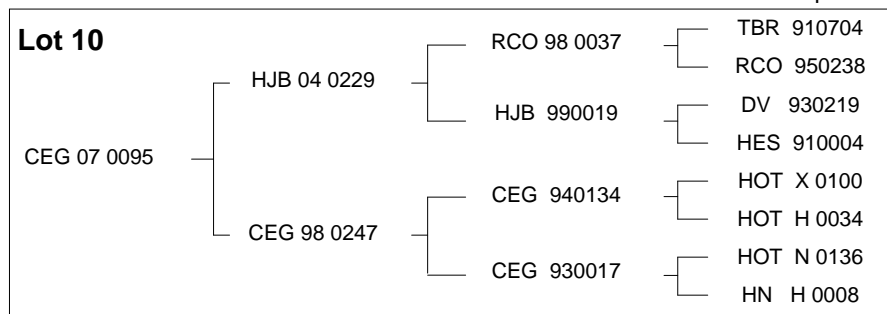 Lot 10
TBR 910704
RCO 98 0037
RCO 950238
HJB 04 0229
DV 930219
HJB 990019
HES 910004
CEG 07 0095
HOT X 0100
CEG 940134
HOT H 0034
CEG 98 0247
HOT N 0136
CEG 930017
HN H 0008